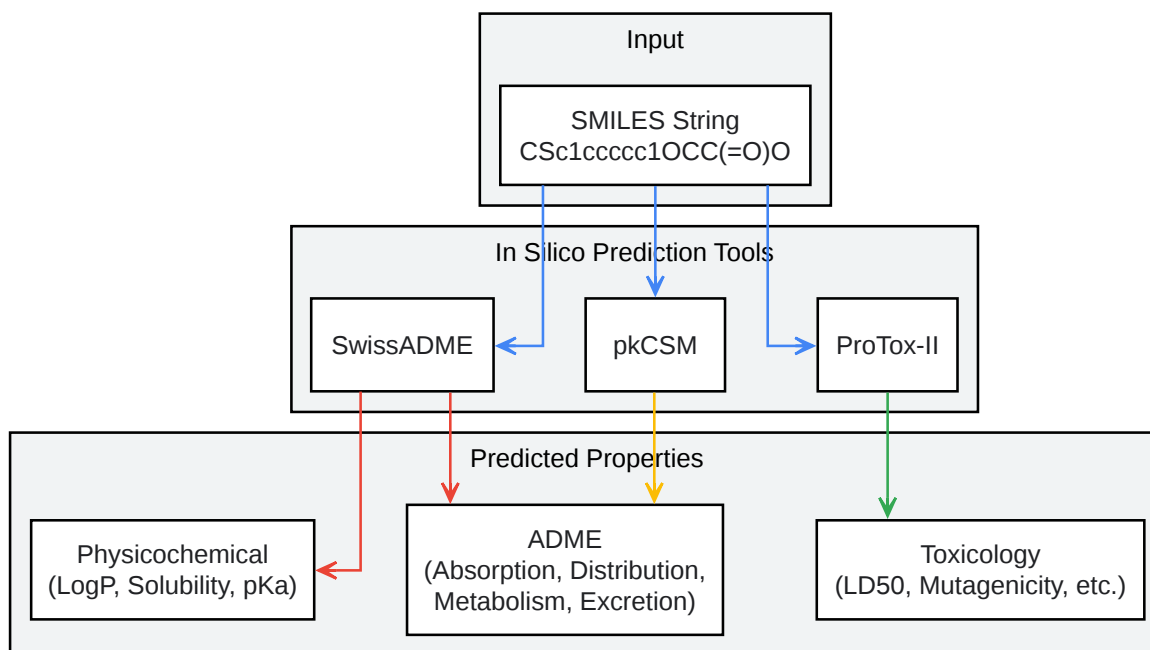 Input
SMILES String
CSc1ccccc1OCC(=O)O
In Silico Prediction Tools
SwissADME
pkCSM
ProTox-II
Predicted Properties
Physicochemical
(LogP, Solubility, pKa)
ADME
(Absorption, Distribution,
Metabolism, Excretion)
Toxicology
(LD50, Mutagenicity, etc.)